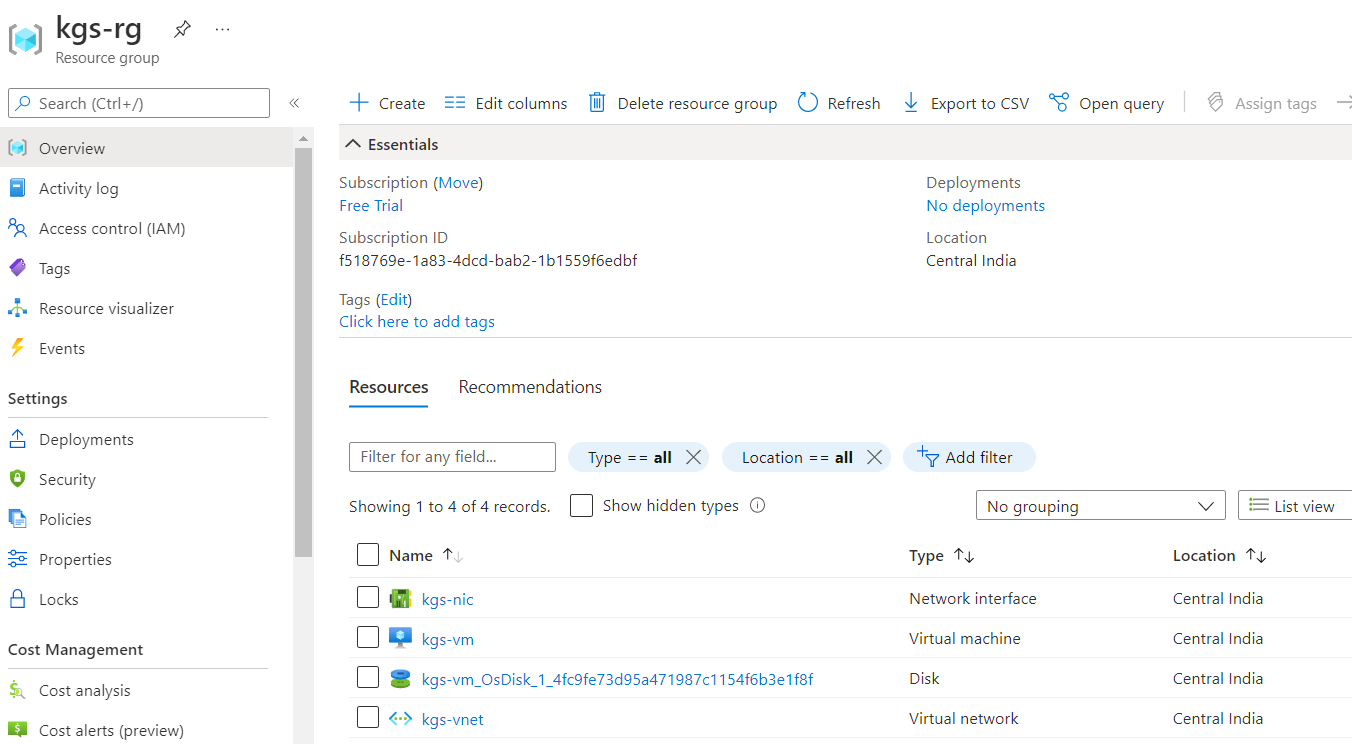 kgs-rg
...
Resource group
Search (Ctrl+/)
«
Create
Edit columns
Delete resource group
Refresh
Export to CSV
Open query
Assign tags
Overview
Activity log
Access control (IAM)
Tags
Resource visualizer
Events
Settings
Deployments
Security
Policies
Properties
Locks
Cost Management
Cost analysis
Cost alerts (preview)
Essentials
Subscription (Move)
Free Trial
Subscription ID
f518769e-1a83-4dcd-bab2-1b1559f6edbf
Tags (Edit)
Click here to add tags
Deployments
No deployments
Location
Central India
Resources Recommendations
Filter for any field...
Type == all
Location == all
Add filter
Showing 1 to 4 of 4 records.
Show hidden types
No grouping
List view
Name Type Location
kgs-nic Network interface Central India
kgs-vm Virtual machine Central India
kgs-vm_OsDisk_1_4fc9fe73d95a471987c1154f6b3e1f8f Disk Central India
kgs-vnet Virtual network Central India